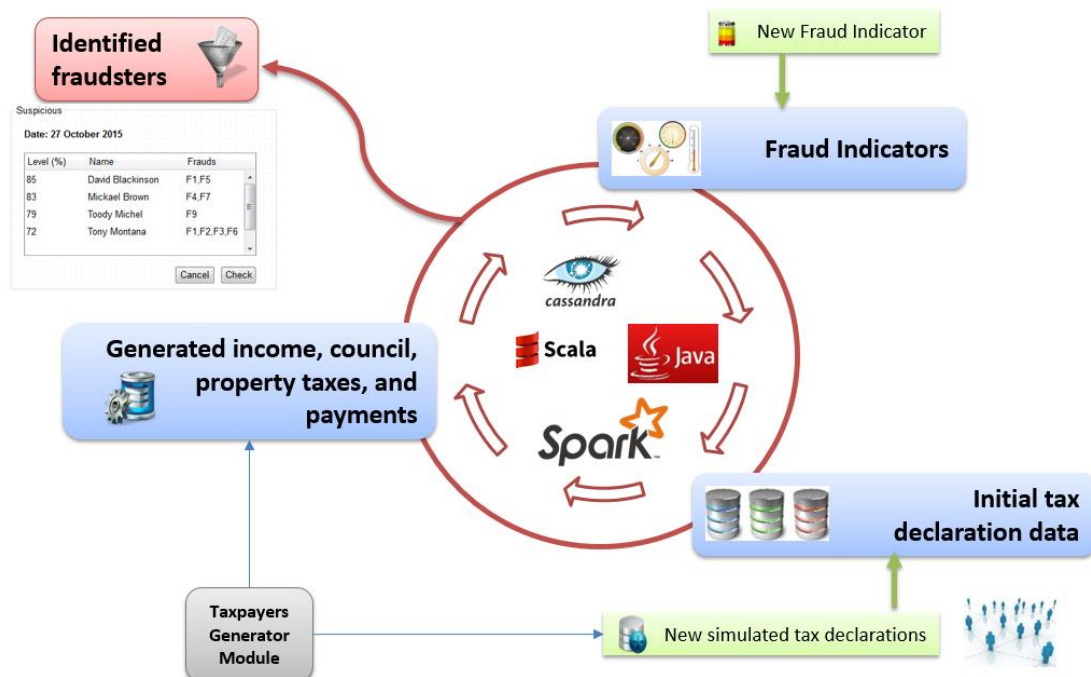 Identified
fraudsters
New Fraud Indicator
Suspicious
Date: 27 October 2015
Level (%) Name Frauds
85 David Blackinson F1,F5
83 Mickael Brown F4,F7
79 Toody Michel F9
72 Tony Montana F1,F2,F3,F6
Cancel Check
Fraud Indicators
cassandra
Scala
Java
Spark
TM
Generated income, council,
property taxes, and
payments
Initial tax
declaration data
Taxpayers
Generator
Module
New simulated tax declarations